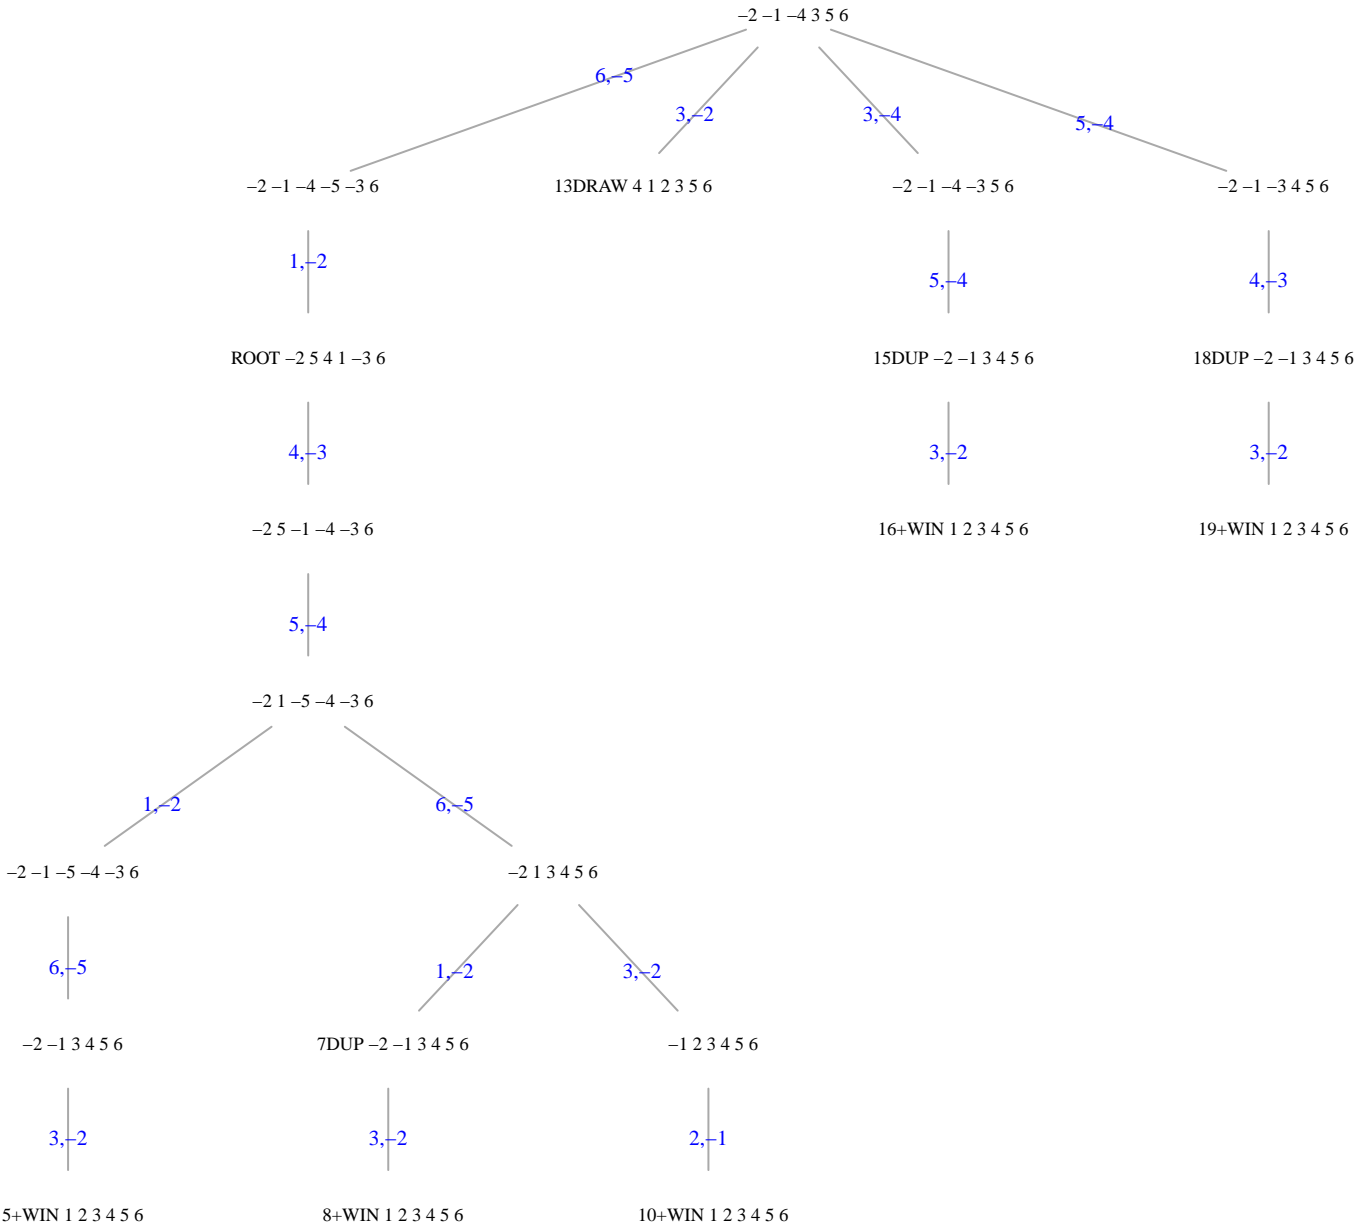 –2 –1 –4 3 5 6
6,–5
3,–2
3,–4
5,–4
–2 –1 –4 –5 –3 6
13DRAW 4 1 2 3 5 6
–2 –1 –4 –3 5 6
–2 –1 –3 4 5 6
1,–2
5,–4
4,–3
ROOT –2 5 4 1 –3 6
15DUP –2 –1 3 4 5 6
18DUP –2 –1 3 4 5 6
4,–3
3,–2
3,–2
–2 5 –1 –4 –3 6
16+WIN 1 2 3 4 5 6
19+WIN 1 2 3 4 5 6
5,–4
–2 1 –5 –4 –3 6
1,–2
6,–5
–2 –1 –5 –4 –3 6
–2 1 3 4 5 6
6,–5
1,–2
3,–2
–2 –1 3 4 5 6
7DUP –2 –1 3 4 5 6
–1 2 3 4 5 6
3,–2
3,–2
2,–1
5+WIN 1 2 3 4 5 6
8+WIN 1 2 3 4 5 6
10+WIN 1 2 3 4 5 6